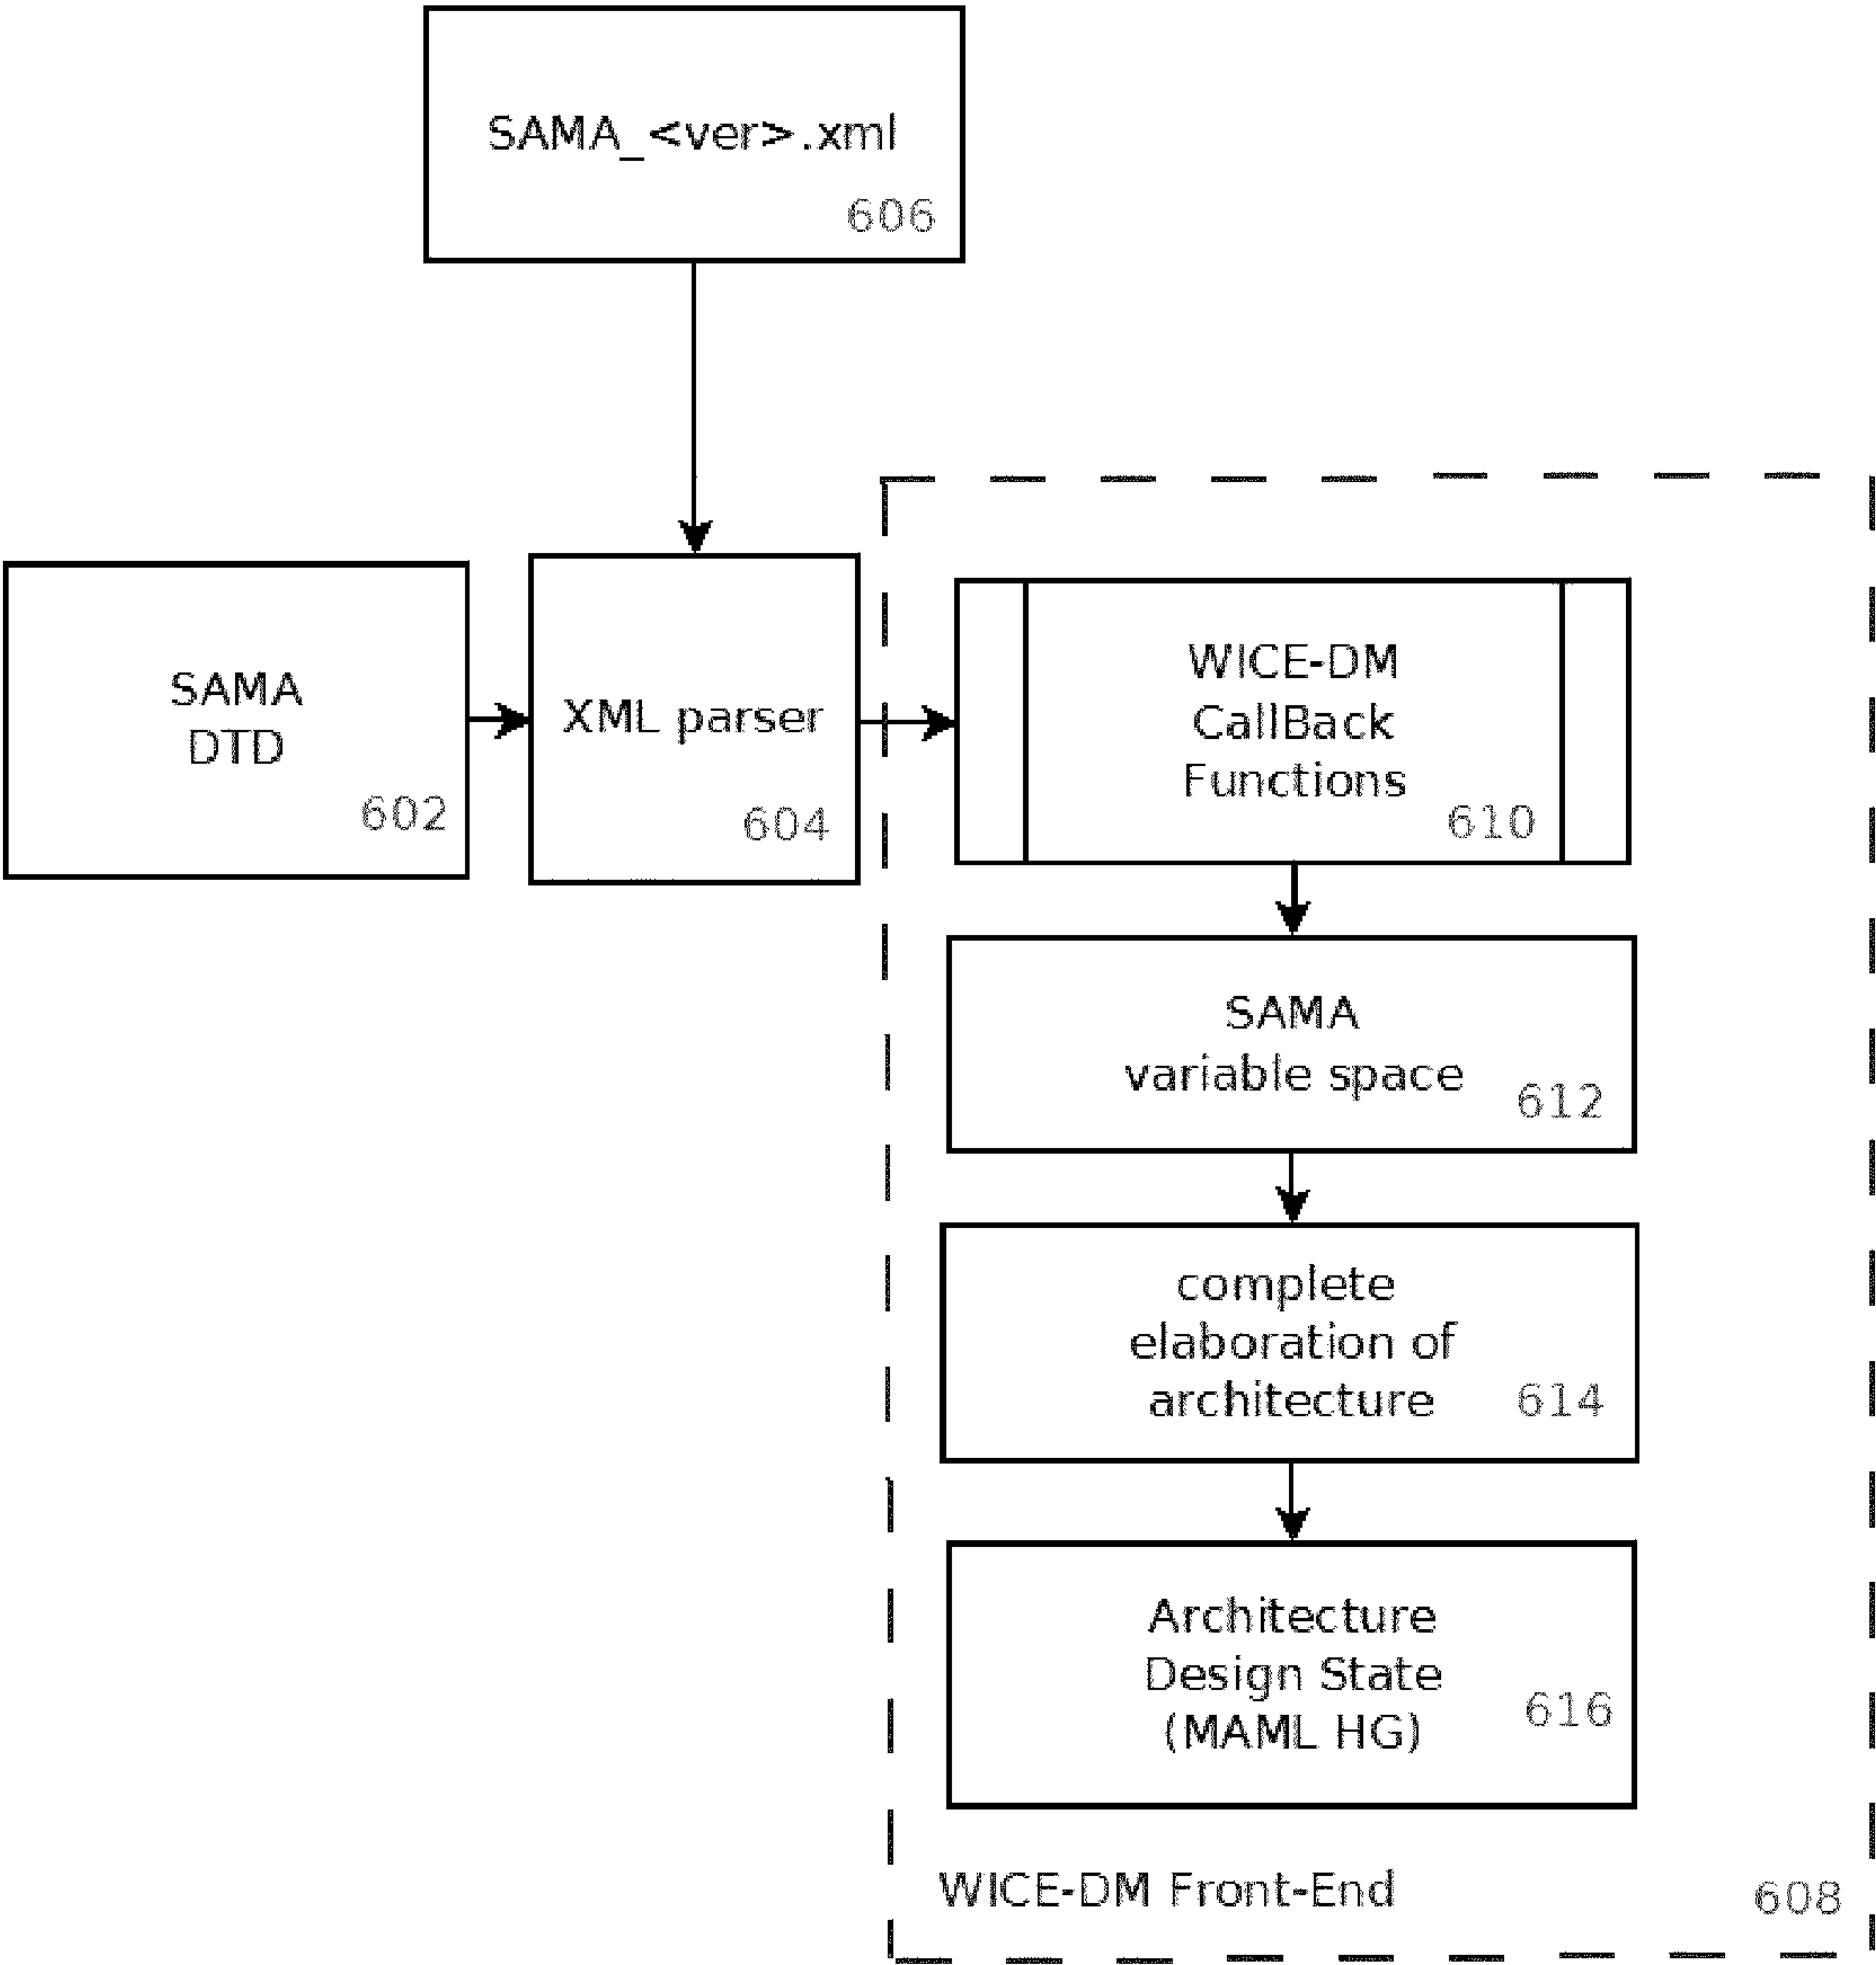 SAMA_<ver>.xml
606
SAMA
DTD
602
XML parser
604
WICE-DM
CallBack
Functions
610
SAMA
variable space
612
complete
elaboration of
architecture
614
Architecture
Design State
(MAML HG)
616
WICE-DM Front-End
608